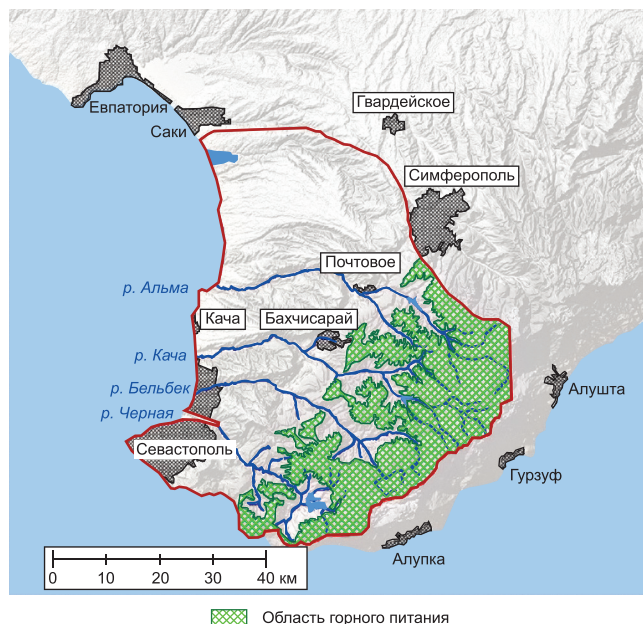 Евпатория
Саки
Гвардейское
Симферополь
Почтовое
р. Альма
Кача
Бахчисарай
р. Кача
р. Бельбек
Алушта
р. Черная
Севастополь
Гурзуф
Алупка
0 10 20 30 40 км
Область горного питания